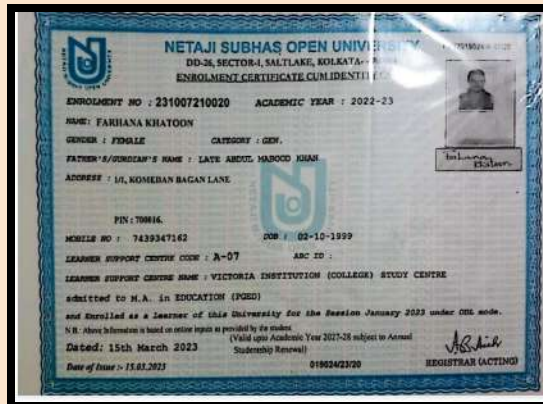 NETAJI SUBHAS OPEN UNIVERSITY
DD-26, SECTOR-I, SALTLAKE, KOLKATA-
ENROLMENT CERTIFICATE CUM IDENTITY
ENROLMENT NO : 231007210020 ACADEMIC YEAR : 2022-23
NAME: FARHANA KHATOON
GENDER : FEMALE CATEGORY : GEN.
FATHER'S/GURDIAN'S NAME : LATE ABDUL MABOOD KHAN
Farhana
Khatoon
ADDRESS : 1/1, KOMEDAN BAGAN LANE
PIN : 700016.
MOBILE NO : 7439347162 DOB : 02-10-1999
LEARNER SUPPORT CENTRE CODE : A-07 ABC ID :
LEARNER SUPPORT CENTRE NAME : VICTORIA INSTITUTION (COLLEGE) STUDY CENTRE
admitted to M.A. in EDUCATION (PGED)
and Enrolled as a Learner of this University for the Session January 2023 under ODL mode.
N.B. Above Information is based on online inputs as provided by the student.
(Valid upto Academic Year 2027-28 subject to Annual
Studentship Renewal)
Dated: 15th March 2023
Date of Issue :- 15.03.2023
019024/23/20
REGISTRAR (ACTING)